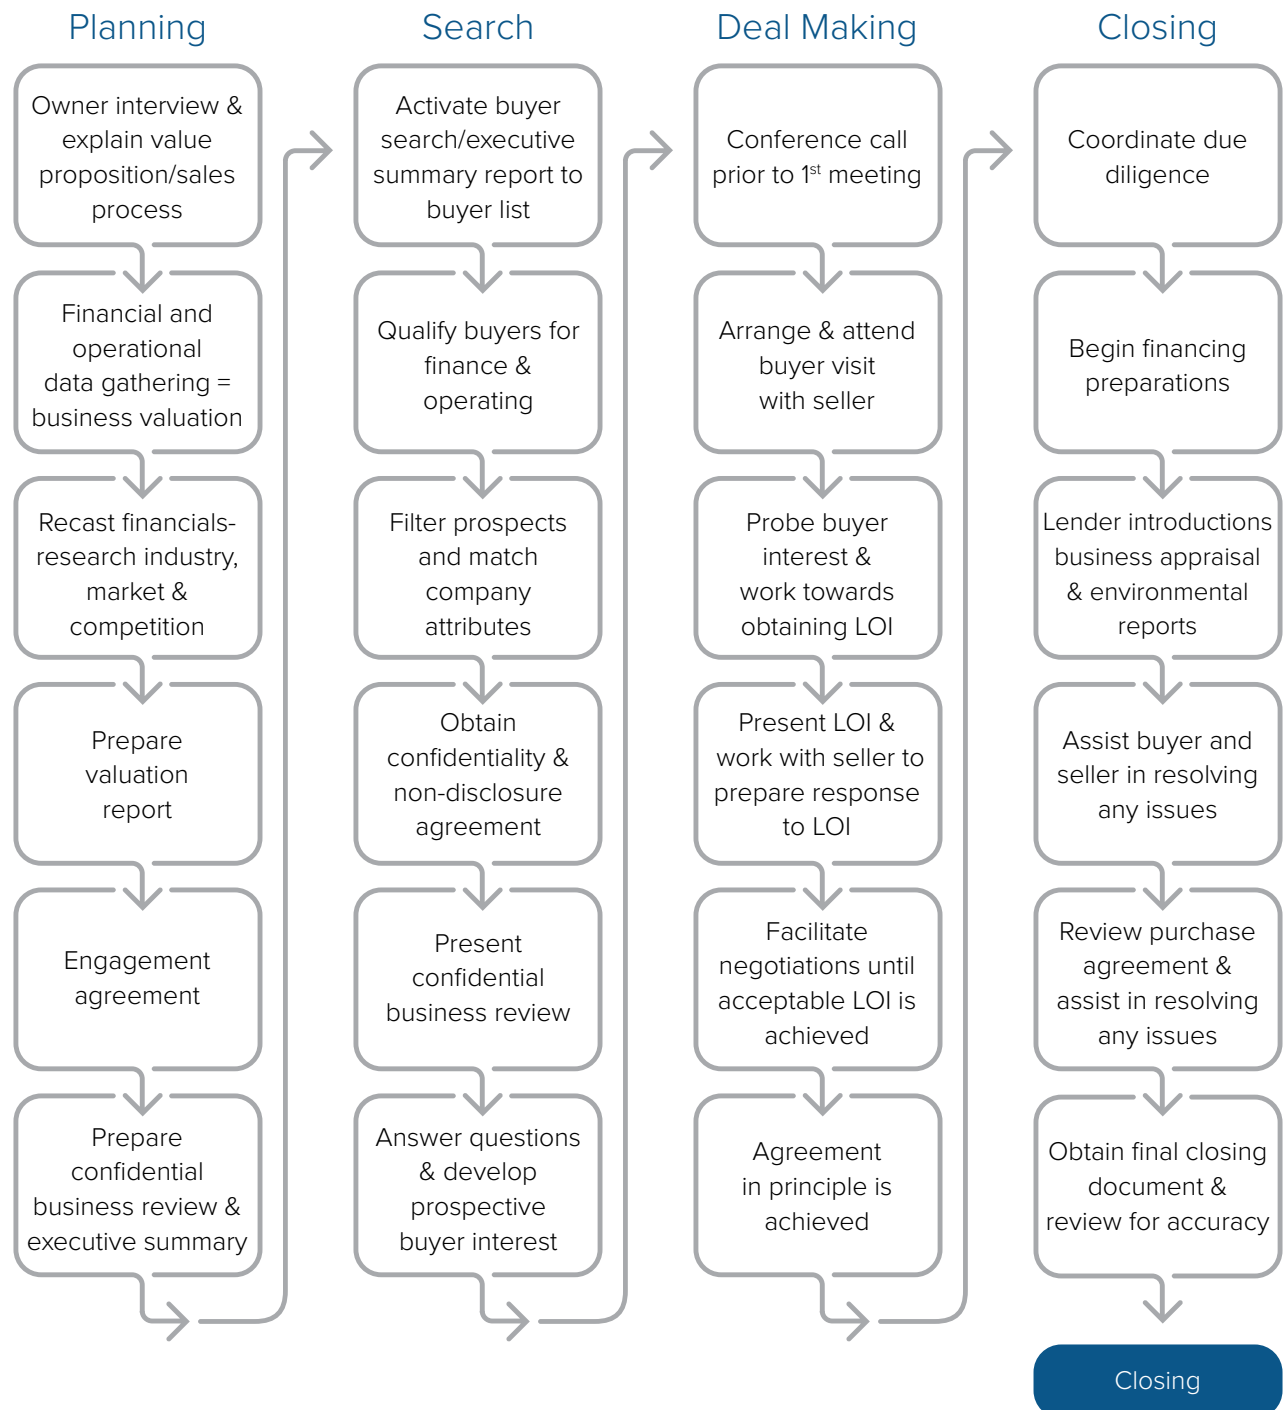 Planning
Owner interview &
explain value
proposition/sales
process
Financial and
operational
data gathering =
business valuation
Recast financials-
research industry,
market &
competition
Prepare
valuation
report
Engagement
agreement
Prepare
confidential
business review &
executive summary
Search
Activate buyer
search/executive
summary report to
buyer list
Qualify buyers for
finance &
operating
Filter prospects
and match
company
attributes
Obtain
confidentiality &
non-disclosure
agreement
Present
confidential
business review
Answer questions
& develop
prospective
buyer interest
Deal Making
Conference call
prior to 1st meeting
Arrange & attend
buyer visit
with seller
Probe buyer
interest &
work towards
obtaining LOI
Present LOI &
work with seller to
prepare response
to LOI
Facilitate
negotiations until
acceptable LOI is
achieved
Agreement
in principle is
achieved
Closing
Coordinate due
diligence
Begin financing
preparations
Lender introductions
business appraisal
& environmental
reports
Assist buyer and
seller in resolving
any issues
Review purchase
agreement &
assist in resolving
any issues
Obtain final closing
document &
review for accuracy
Closing